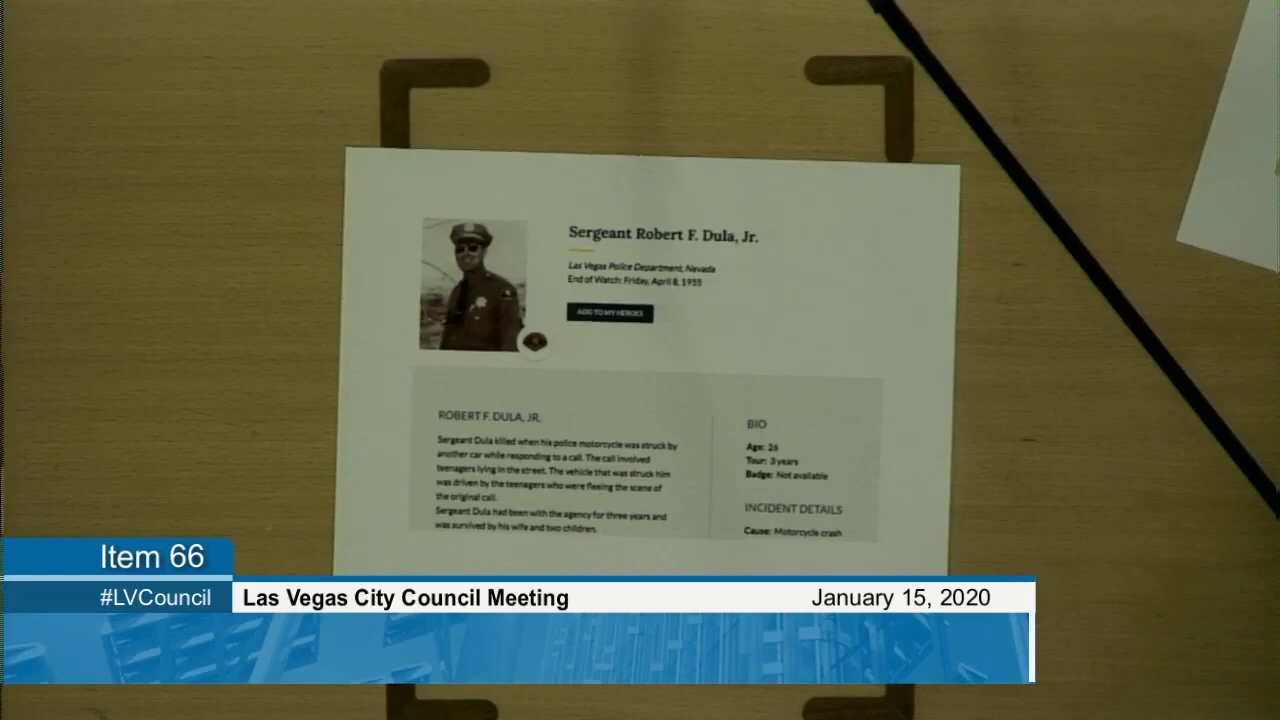 Sergeant Robert F. Dula, Jr.
Las Vegas Police Department, Nevada
End of Watch: Friday, April 8, 1955
ADD TO MY HEROES
ROBERT F. DULA, JR.
Sergeant Dula killed when his police motorcycle was struck by
another car while responding to a call. The call involved
teenagers lying in the street. The vehicle that was struck him
was driven by the teenagers who were fleeing the scene of
the original call.
Sergeant Dula had been with the agency for three years and
was survived by his wife and two children.
BIO
Age: 26
Tour: 3 years
Badge: Not available
INCIDENT DETAILS
Cause: Motorcycle crash
Item 66
#LVCouncil
Las Vegas City Council Meeting
January 15, 2020